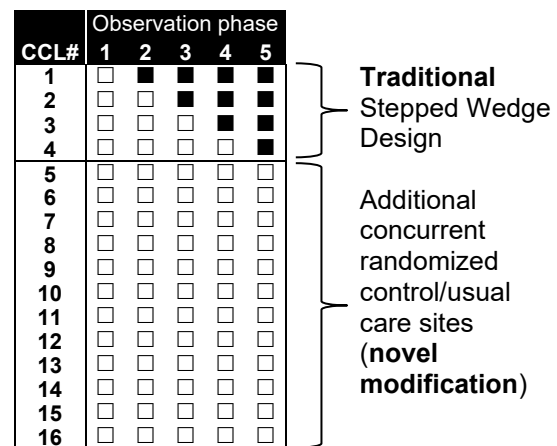 Observation phase
CCL# 1 2 3 4 5
1 □ ■ ■ ■ ■
2 □ □ ■ ■ ■
3 □ □ □ ■ ■
4 □ □ □ □ ■
5 □ □ □ □ □
6 □ □ □ □ □
7 □ □ □ □ □
8 □ □ □ □ □
9 □ □ □ □ □
10 □ □ □ □ □
11 □ □ □ □ □
12 □ □ □ □ □
13 □ □ □ □ □
14 □ □ □ □ □
15 □ □ □ □ □
16 □ □ □ □ □
Traditional
Stepped Wedge
Design
Additional
concurrent
randomized
control/usual
care sites
(novel
modification)